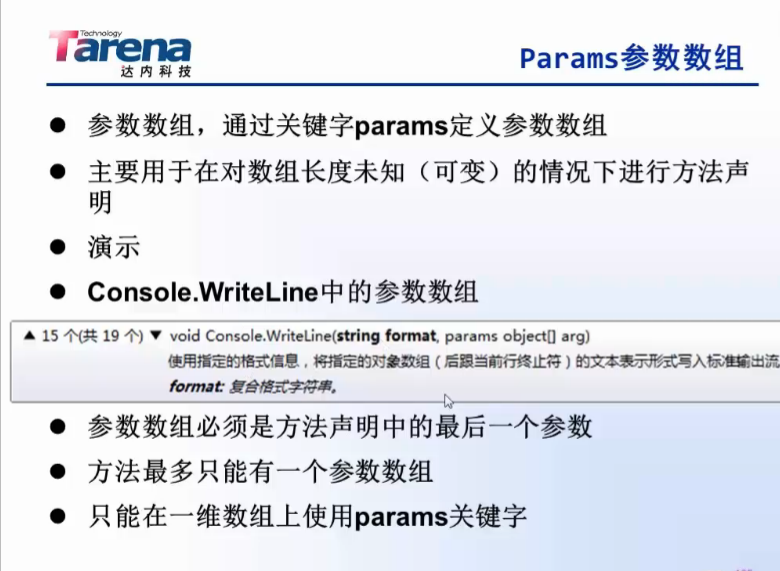 Technology
Tarena
达内科技
Params参数数组
● 参数数组，通过关键字params定义参数数组
● 主要用于在对数组长度未知（可变）的情况下进行方法声
明
● 演示
● Console.WriteLine中的参数数组
▲ 15 个(共 19 个) ▼ void Console.WriteLine(string format, params object[] arg)
使用指定的格式信息，将指定的对象数组（后跟当前行终止符）的文本表示形式写入标准输出流
format: 复合格式字符串。
● 参数数组必须是方法声明中的最后一个参数
● 方法最多只能有一个参数数组
● 只能在一维数组上使用params关键字